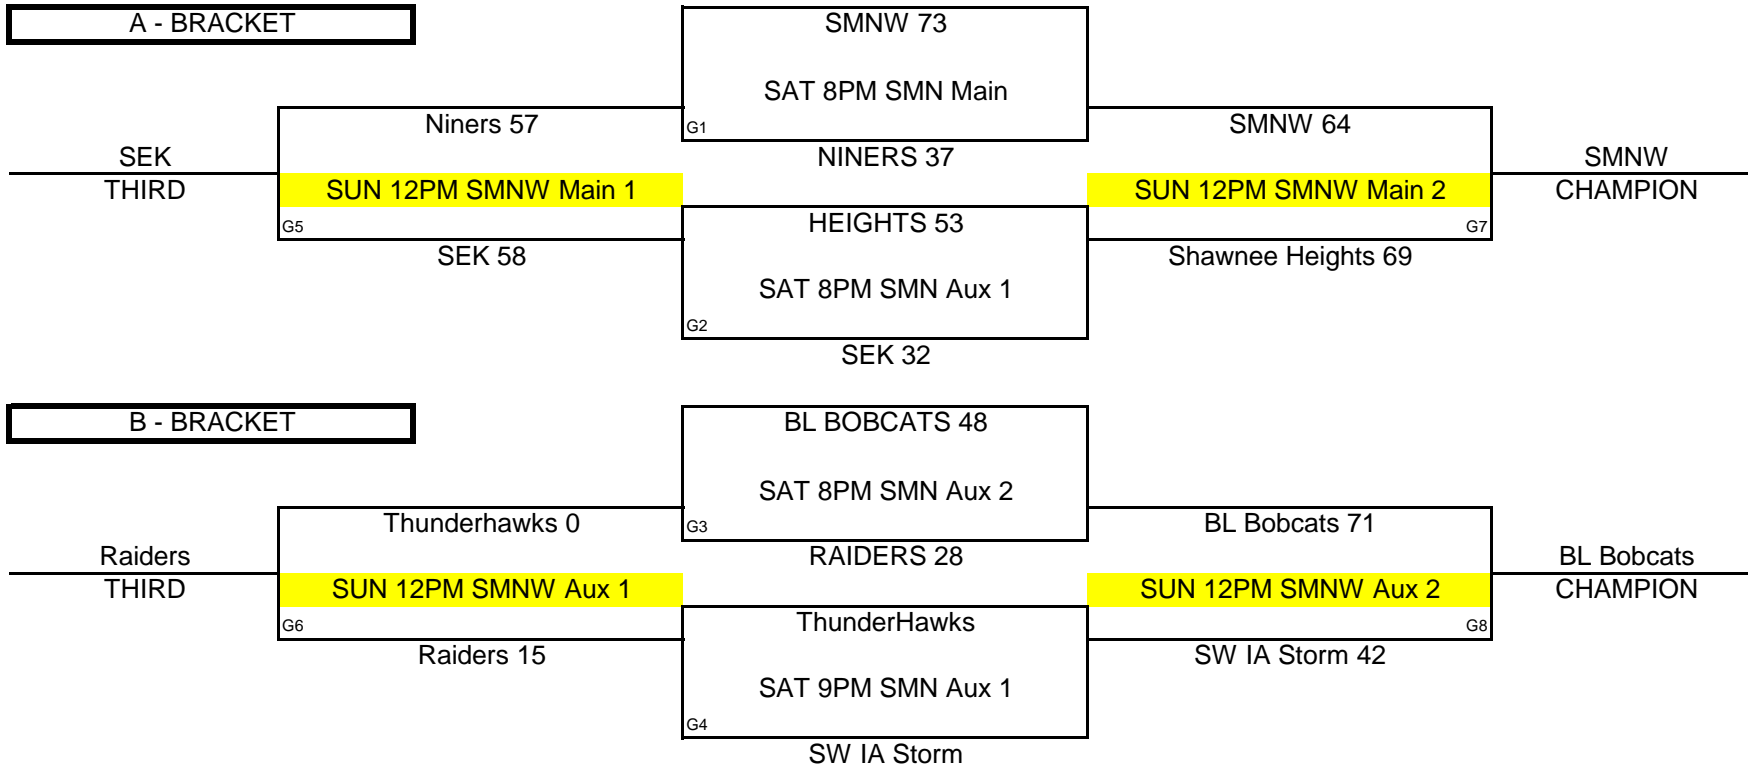 A - BRACKET
SMNW 73
SAT 8PM SMN Main
Niners 57
G1
SMNW 64
SEK
NINERS 37
SMNW
THIRD
SUN 12PM SMNW Main 1
SUN 12PM SMNW Main 2
CHAMPION
G5
HEIGHTS 53
G7
SEK 58
Shawnee Heights 69
SAT 8PM SMN Aux 1
G2
SEK 32
B - BRACKET
BL BOBCATS 48
SAT 8PM SMN Aux 2
Thunderhawks 0
G3
BL Bobcats 71
Raiders
RAIDERS 28
BL Bobcats
THIRD
SUN 12PM SMNW Aux 1
SUN 12PM SMNW Aux 2
CHAMPION
G6
ThunderHawks
G8
Raiders 15
SW IA Storm 42
SAT 9PM SMN Aux 1
G4
SW IA Storm